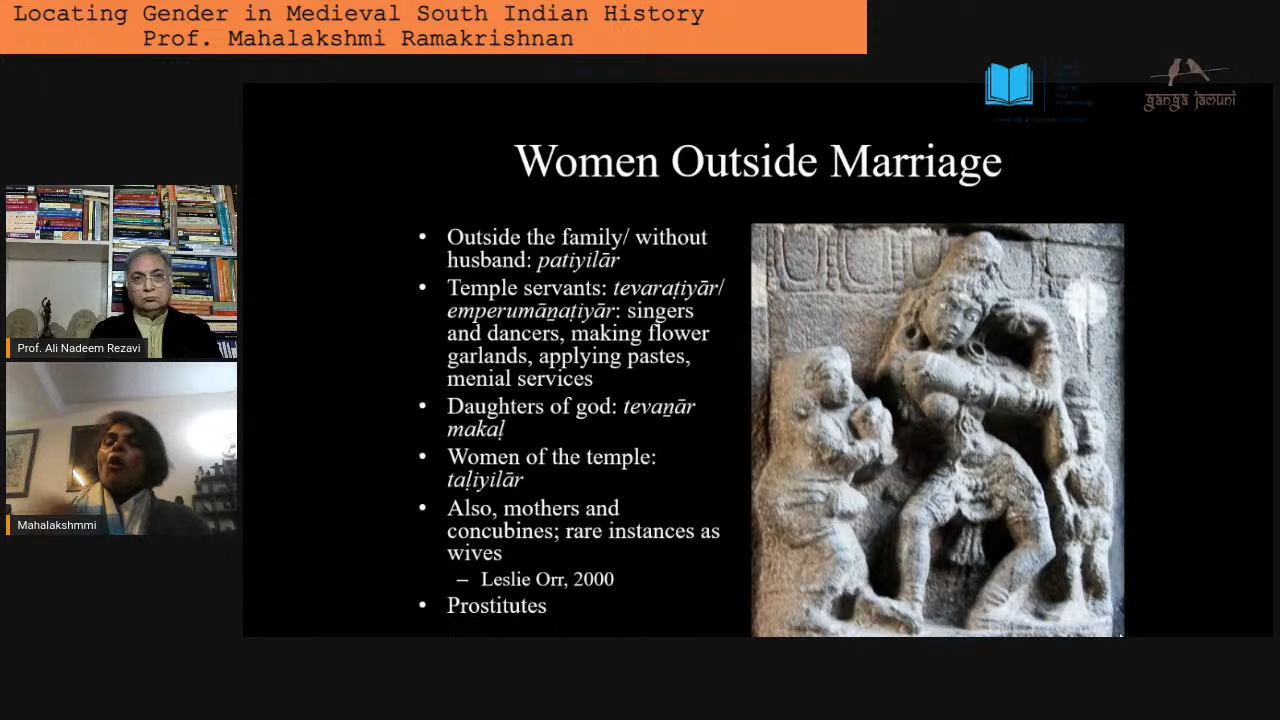 Locating Gender in Medieval South Indian History
Prof. Mahalakshmi Ramakrishnan
ganga jamuni
Women Outside Marriage
• Outside the family/ without
husband: patiyilār
• Temple servants: tevaraṭiyār/
emperumāṉaṭiyār: singers
and dancers, making flower
garlands, applying pastes,
menial services
• Daughters of god: tevaṉār
makaḷ
• Women of the temple:
taḷiyilār
• Also, mothers and
concubines; rare instances as
wives
– Leslie Orr, 2000
• Prostitutes
Prof. Ali Nadeem Rezavi
Mahalakshmmi